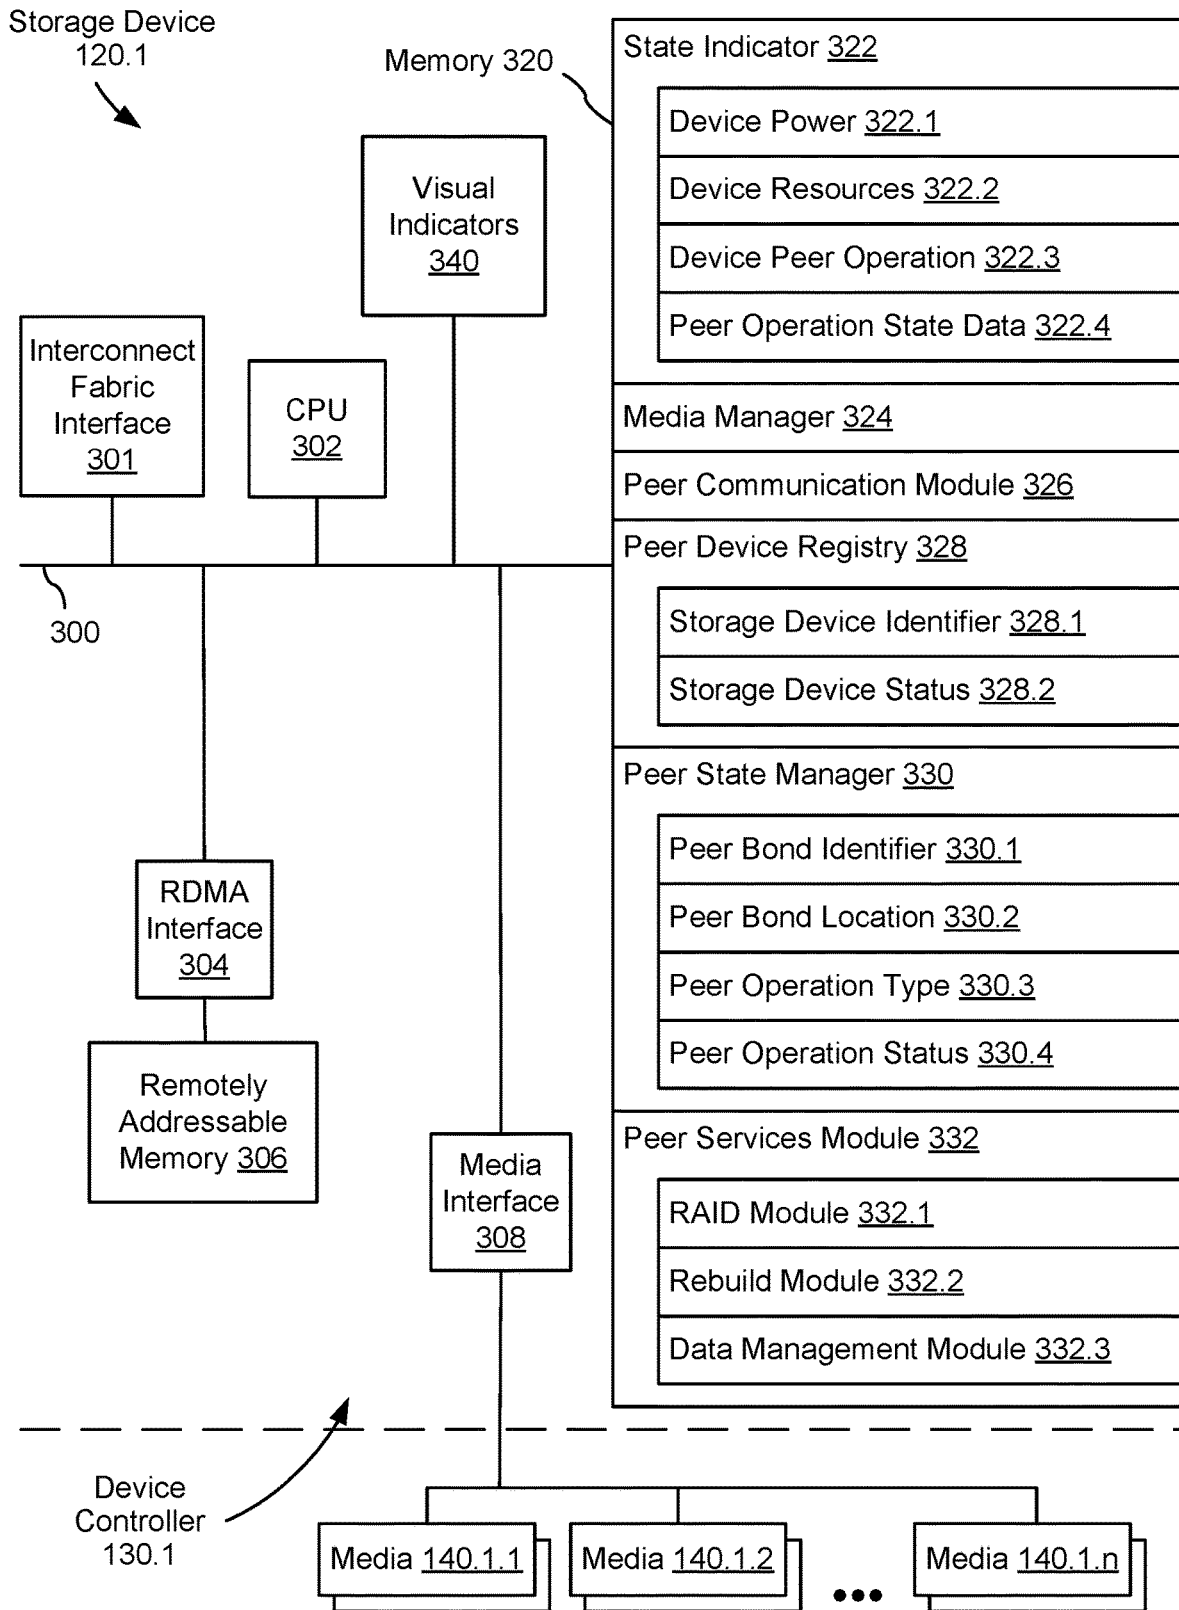 Storage Device
120.1
Memory 320
Visual
Indicators
340
Interconnect
Fabric
Interface
301
CPU
302
300
RDMA
Interface
304
Remotely
Addressable
Memory 306
Media
Interface
308
State Indicator 322
Device Power 322.1
Device Resources 322.2
Device Peer Operation 322.3
Peer Operation State Data 322.4
Media Manager 324
Peer Communication Module 326
Peer Device Registry 328
Storage Device Identifier 328.1
Storage Device Status 328.2
Peer State Manager 330
Peer Bond Identifier 330.1
Peer Bond Location 330.2
Peer Operation Type 330.3
Peer Operation Status 330.4
Peer Services Module 332
RAID Module 332.1
Rebuild Module 332.2
Data Management Module 332.3
Device
Controller
130.1
Media 140.1.1
Media 140.1.2
•••
Media 140.1.n